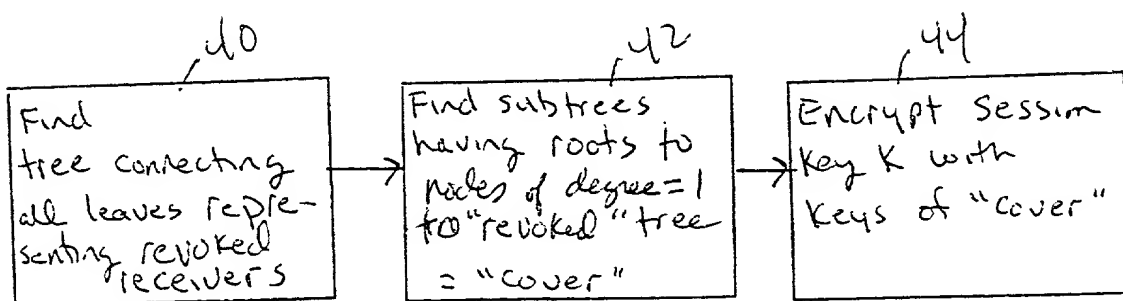 40
Find
tree connecting
all leaves repre-
senting revoked
receivers
42
Find subtrees
having roots to
nodes of degree=1
to "revoked" tree
= "cover"
44
Encrypt Session
Key K with
Keys of "Cover"